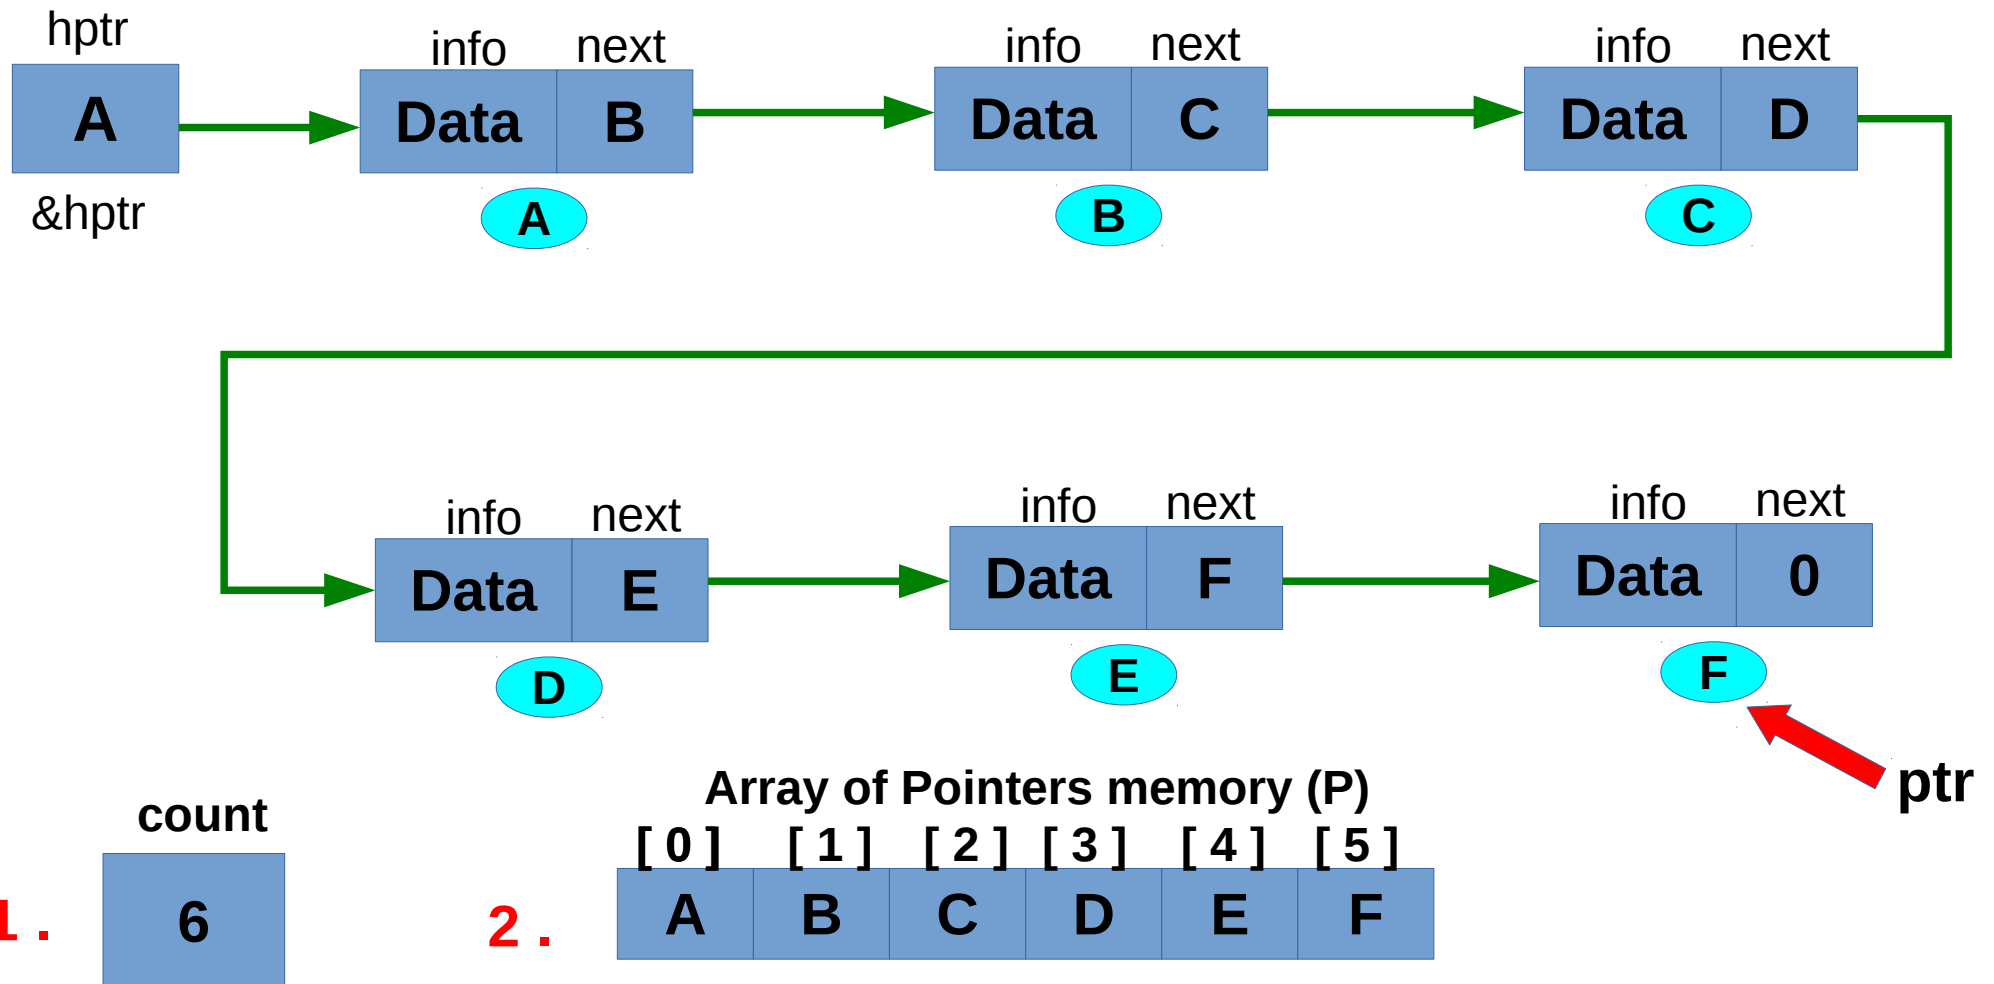 hptr
info next info next info next
A Data B Data C Data D
&hptr A B C
info next info next info next
Data E Data F Data 0
D E F
ptr
Array of Pointers memory (P)
count
[ 0 ] [ 1 ] [ 2 ] [ 3 ] [ 4 ] [ 5 ]
1 . 6 2 . A B C D E F